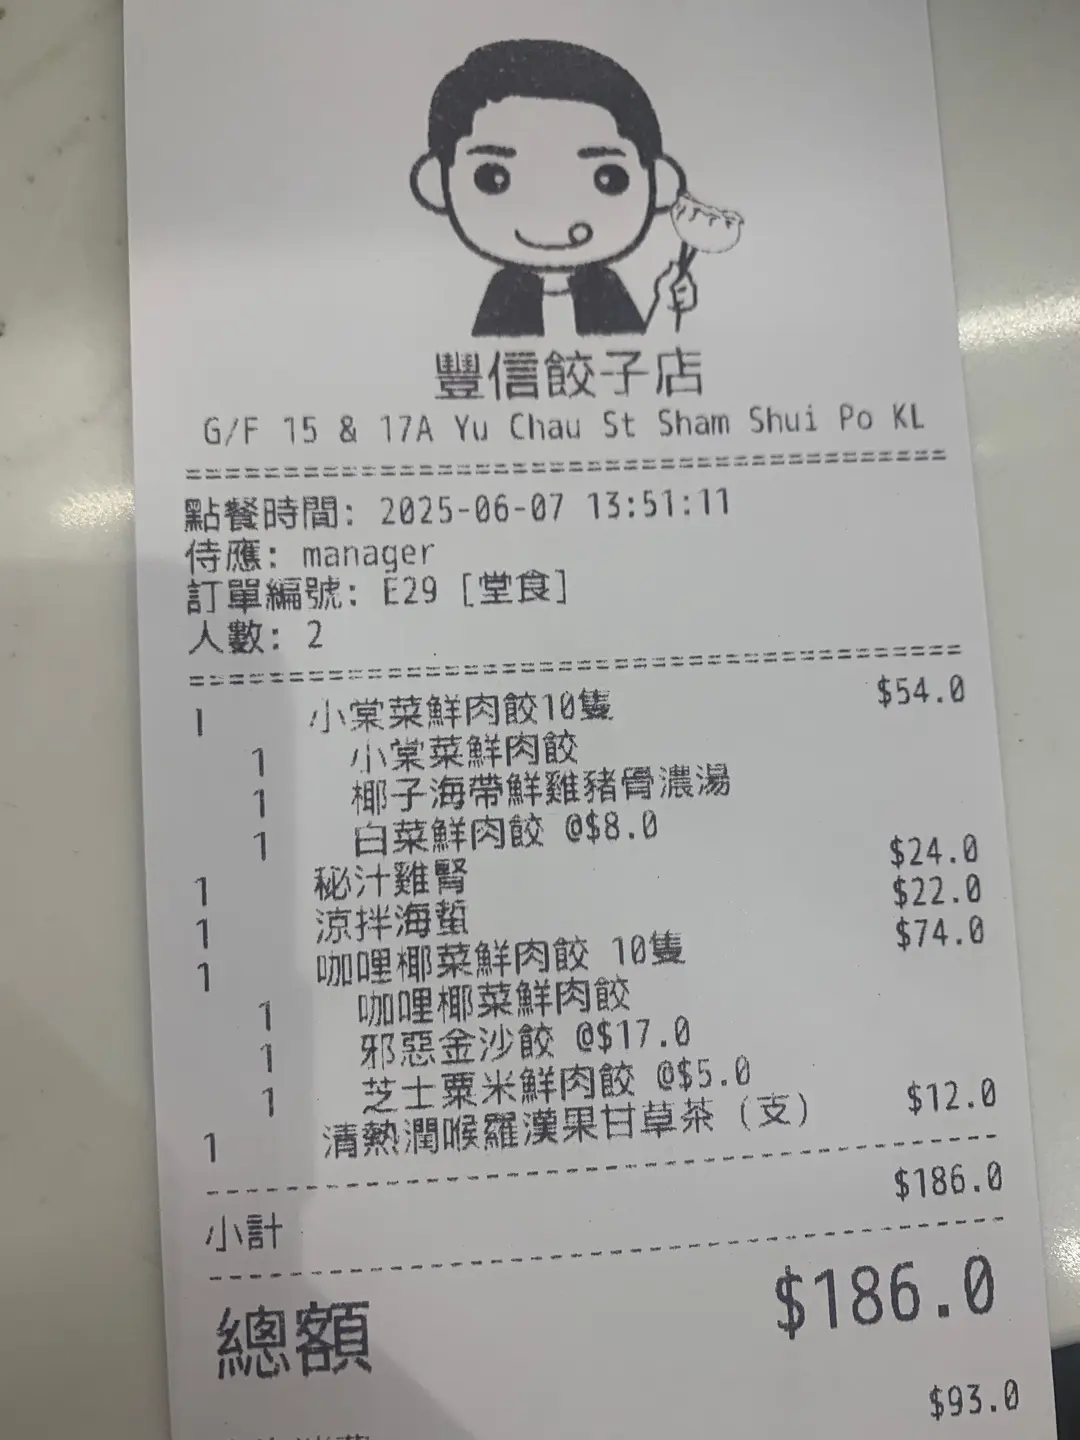 豐信餃子店
G/F 15 & 17A Yu Chau St Sham Shui Po KL
點餐時間: 2025-06-07 13:51:11
侍應: manager
訂單編號: E29 [堂食]
人數: 2
1 小棠菜鮮肉餃10隻 $54.0
1 小棠菜鮮肉餃
1 椰子海帶鮮雞豬骨濃湯
1 白菜鮮肉餃 @$8.0
1 秘汁雞腎 $24.0
1 涼拌海蜇 $22.0
1 咖哩椰菜鮮肉餃 10隻 $74.0
1 咖哩椰菜鮮肉餃
1 邪惡金沙餃 @$17.0
1 芝士粟米鮮肉餃 @$5.0
1 清熱潤喉羅漢果甘草茶 (支) $12.0
小計 $186.0
總額 $186.0
$93.0